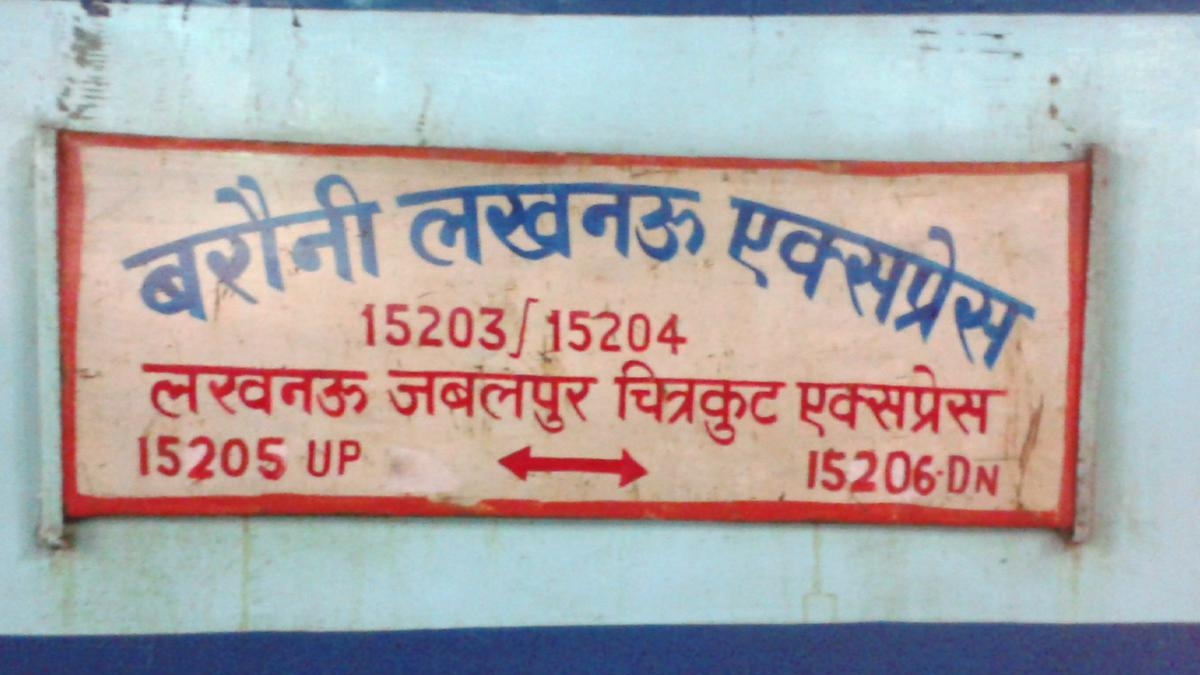 बरौनी लखनऊ एक्सप्रेस
15203/15204
लखनऊ जबलपुर चित्रकुट एक्सप्रेस
15205 UP 15206·DN